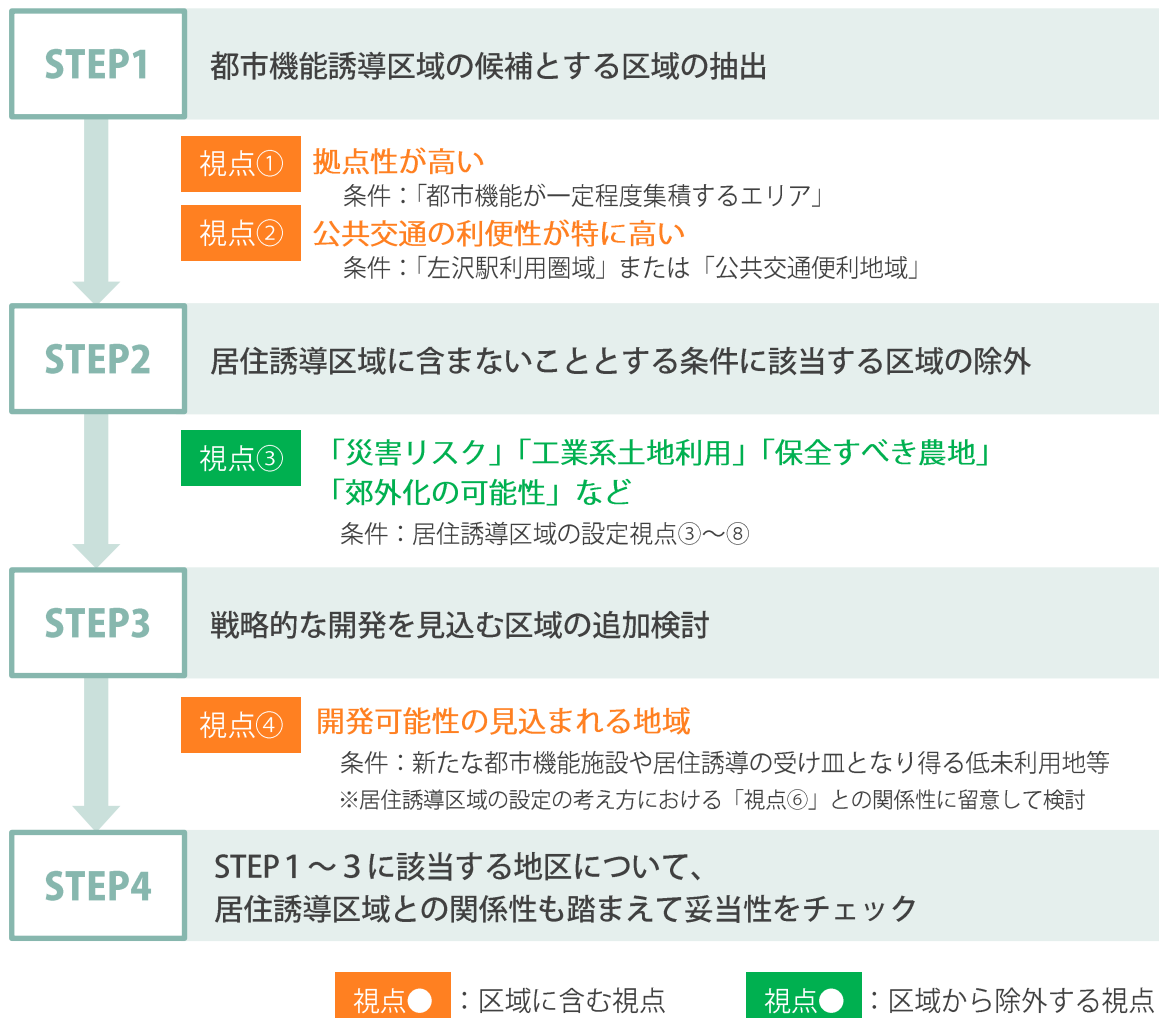 STEP1
都市機能誘導区域の候補とする区域の抽出
視点① 拠点性が高い
条件：「都市機能が一定程度集積するエリア」
視点② 公共交通の利便性が特に高い
条件：「左沢駅利用圏域」または「公共交通便利地域」
STEP2
居住誘導区域に含まないこととする条件に該当する区域の除外
視点③ 「災害リスク」「工業系土地利用」「保全すべき農地」
「郊外化の可能性」など
条件：居住誘導区域の設定視点③～⑧
STEP3
戦略的な開発を見込む区域の追加検討
視点④ 開発可能性の見込まれる地域
条件：新たな都市機能施設や居住誘導の受け皿となり得る低未利用地等
※居住誘導区域の設定の考え方における「視点⑥」との関係性に留意して検討
STEP4
STEP１～３に該当する地区について、
居住誘導区域との関係性も踏まえて妥当性をチェック
視点● ：区域に含む視点
視点● ：区域から除外する視点